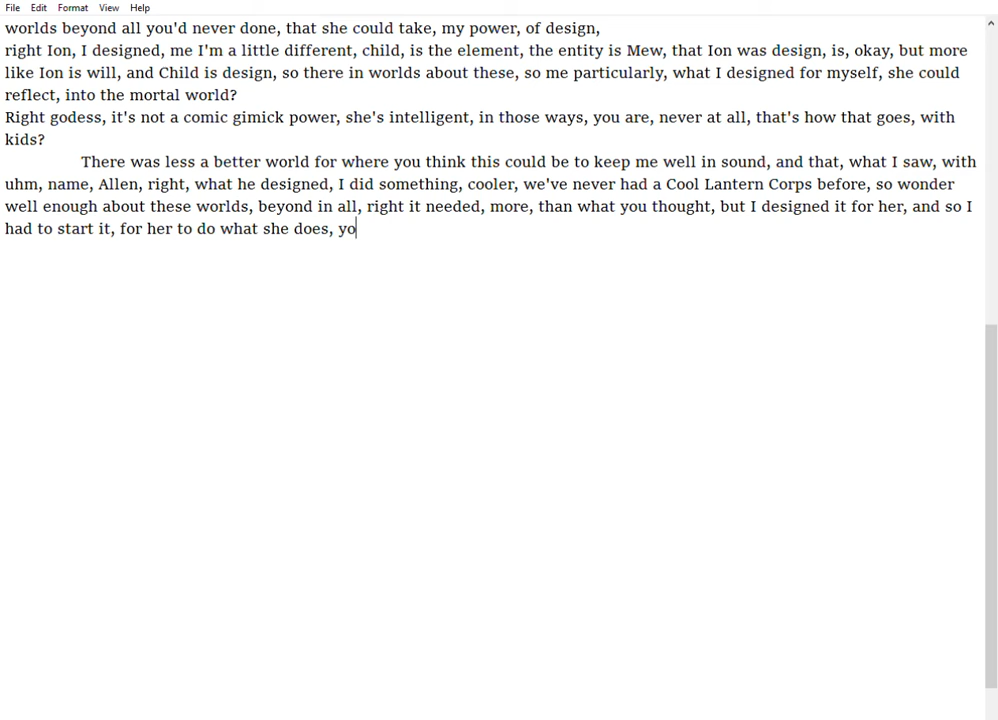 File Edit Format View Help
worlds beyond all you'd never done, that she could take, my power, of design,
right Ion, I designed, me I'm a little different, child, is the element, the entity is Mew, that Ion was design, is, okay, but more
like Ion is will, and Child is design, so there in worlds about these, so me particularly, what I designed for myself, she could
reflect, into the mortal world?
Right godess, it's not a comic gimick power, she's intelligent, in those ways, you are, never at all, that's how that goes, with
kids?
There was less a better world for where you think this could be to keep me well in sound, and that, what I saw, with
uhm, name, Allen, right, what he designed, I did something, cooler, we've never had a Cool Lantern Corps before, so wonder
well enough about these worlds, beyond in all, right it needed, more, than what you thought, but I designed it for her, and so I
had to start it, for her to do what she does, yo